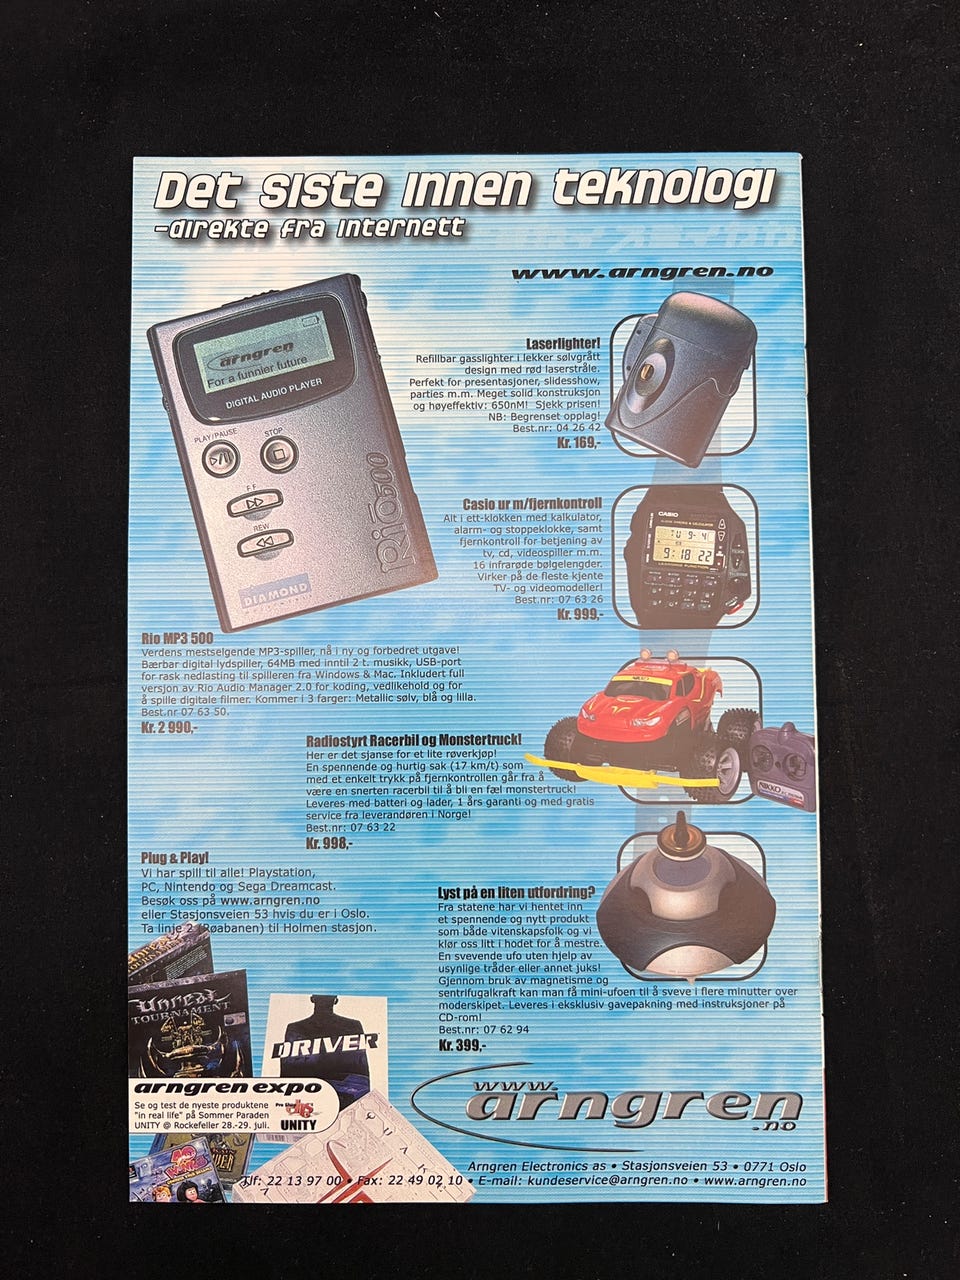 Det siste innen teknologi
-direkte fra internett
www.arngren.no
arngren
For a funnier future
DIGITAL AUDIO PLAYER
PLAY/PAUSE
STOP
FF
REW
Rio500
DIAMOND
MULTIMEDIA
Laserlighter!
Refillbar gasslighter i lekker sølvgrått
design med rød laserstråle.
Perfekt for presentasjoner, slideshow,
parties m.m. Meget solid konstruksjon
og høyeffektiv: 650nM! Sjekk prisen!
NB: Begrenset opplag!
Best.nr: 04 26 42
Kr. 169,-
Casio ur m/fjernkontroll
Alt i ett-klokken med kalkulator,
alarm- og stoppeklokke, samt
fjernkontroll for betjening av
tv, cd, videospiller m.m.
16 infrarøde bølgelengder.
Virker på de fleste kjente
TV- og videomodeller!
Best.nr: 07 63 26
Kr. 999,-
CASIO
TU 9- 4
9:18 22
Rio MP3 500
Verdens mestselgende MP3-spiller, nå i ny og forbedret utgave!
Bærbar digital lydspiller, 64MB med inntil 2 t. musikk, USB-port
for rask nedlasting til spilleren fra Windows & Mac. Inkludert full
versjon av Rio Audio Manager 2.0 for koding, vedlikehold og for
å spille digitale filmer. Kommer i 3 farger: Metallic sølv, blå og lilla.
Best.nr 07 63 50.
Kr. 2 990,-
Radiostyrt Racerbil og Monstertruck!
Her er det sjanse for et lite røverkjøp!
En spennende og hurtig sak (17 km/t) som
med et enkelt trykk på fjernkontrollen går fra å
være en snerten racerbil til å bli en fæl monstertruck!
Leveres med batteri og lader, 1 års garanti og med gratis
service fra leverandøren i Norge!
Best.nr: 07 63 22
Kr. 998,-
NIKKO
Plug & Play!
Vi har spill til alle! Playstation,
PC, Nintendo og Sega Dreamcast.
Besøk oss på www.arngren.no
eller Stasjonsveien 53 hvis du er i Oslo.
Ta linje 2 (Røabanen) til Holmen stasjon.
Lyst på en liten utfordring?
Fra statene har vi hentet inn
et spennende og nytt produkt
som både vitenskapsfolk og vi
klør oss litt i hodet for å mestre.
En svevende ufo uten hjelp av
usynlige tråder eller annet juks!
Gjennom bruk av magnetisme og
sentrifugalkraft kan man få mini-ufoen til å sveve i flere minutter over
moderskipet. Leveres i eksklusiv gavepakning med instruksjoner på
CD-rom!
Best.nr: 07 62 94
Kr. 399,-
Unreal
TOURNAMENT
DRIVER
arngren expo
Se og test de nyeste produktene
"in real life" på Sommer Paraden
UNITY @ Rockefeller 28.-29. juli.
UNITY
www.
arngren
.no
Arngren Electronics as • Stasjonsveien 53 • 0771 Oslo
Tlf: 22 13 97 00 • Fax: 22 49 02 10 • E-mail: kundeservice@arngren.no • www.arngren.no